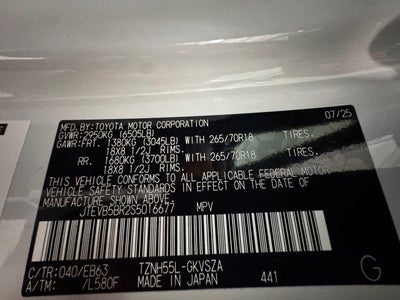 MFD.BY:TOYOTA MOTOR CORPORATION 07/25
GVWR:2950KG (6505LB)
GAWR:FRT. 1380KG (3045LB) WITH 265/70R18 TIRES,
18X8 1/2J RIMS.
RR. 1680KG (3700LB) WITH 265/70R18 TIRES,
18X8 1/2J RIMS.
THIS VEHICLE CONFORMS TO ALL APPLICABLE FEDERAL MOTOR
VEHICLE SAFETY STANDARDS IN EFFECT ON THE DATE OF
MANUFACTURE SHOWN ABOVE.
JTEVB5BR2S5016677 MPV
C/TR:040/EB63 TZNH55L-GKVSZA G
A/TM: /L580F MADE IN JAPAN 441